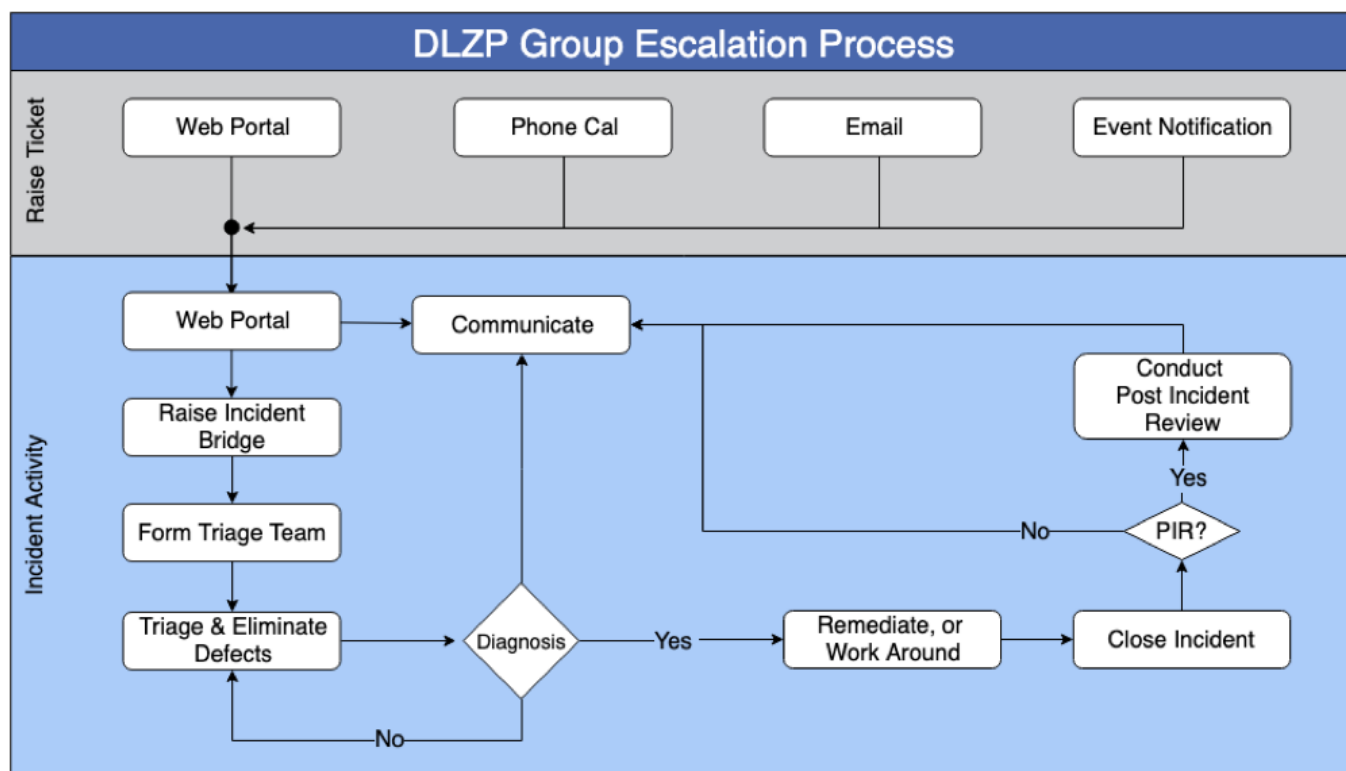 DLZP Group Escalation Process
Raise Ticket
Web Portal
Phone Cal
Email
Event Notification
Incident Activity
Web Portal
Communicate
Raise Incident
Bridge
Conduct
Post Incident
Review
Yes
Form Triage Team
No
PIR?
Triage & Eliminate
Defects
Diagnosis
Yes
Remediate, or
Work Around
Close Incident
No